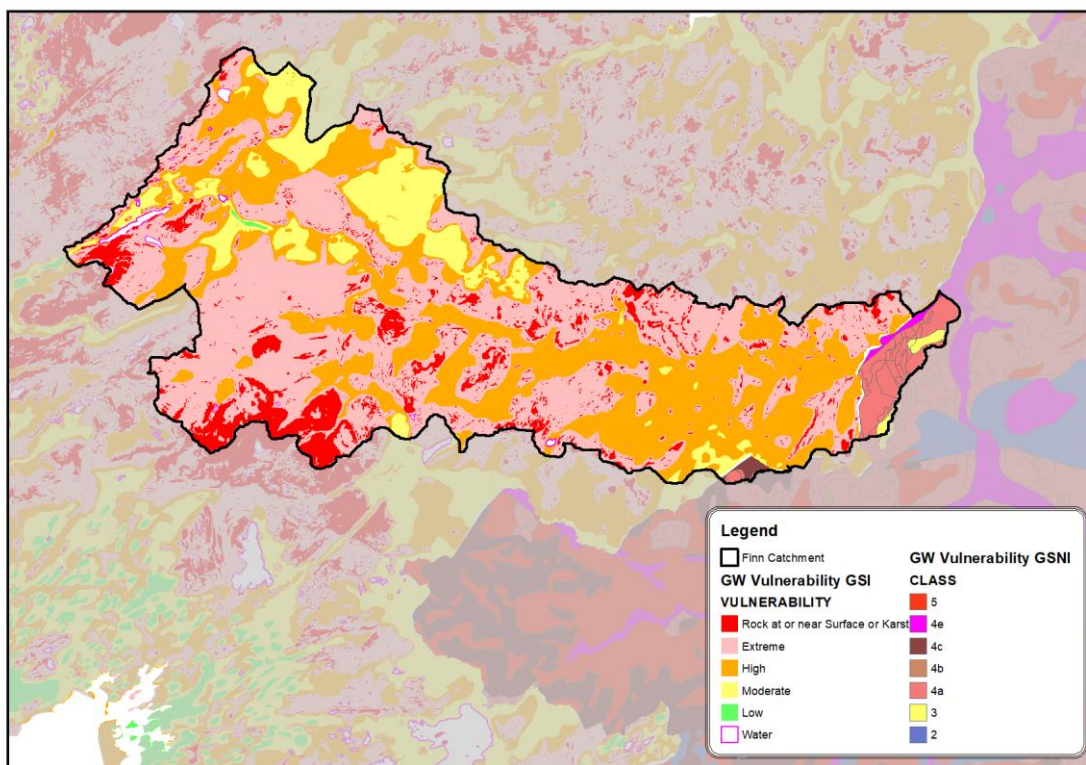 Legend
Finn Catchment
GW Vulnerability GSI
VULNERABILITY
Rock at or near Surface or Karst
Extreme
High
Moderate
Low
Water
GW Vulnerability GSNI
CLASS
5
4e
4c
4b
4a
3
2